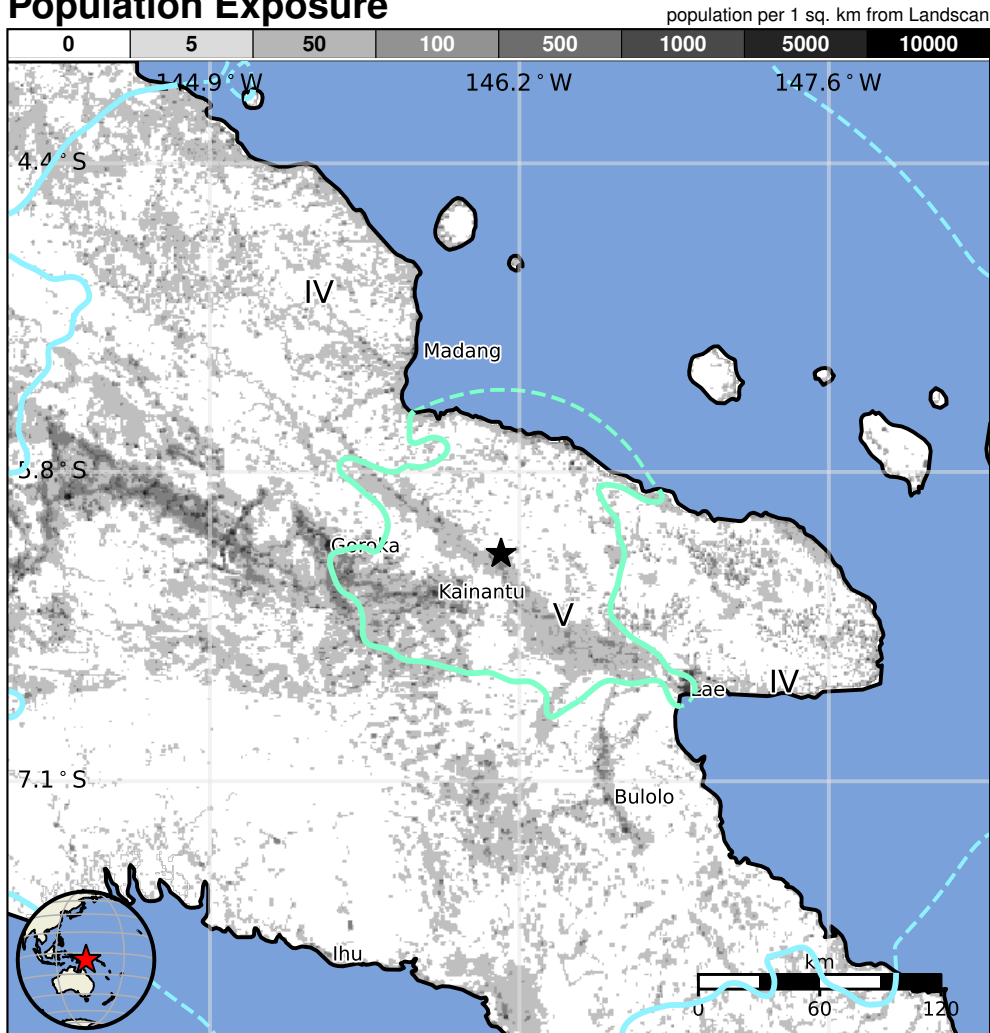 Population Exposure
population per 1 sq. km from Landscan
0 5 50 100 500 1000 5000 10000
144.9°W 146.2°W 147.6°W
4.4°S
IV
Madang
5.8°S
Goroka
Kainantu
V
IV
Lae
7.1°S
Bulolo
Ihu
km
0 60 120